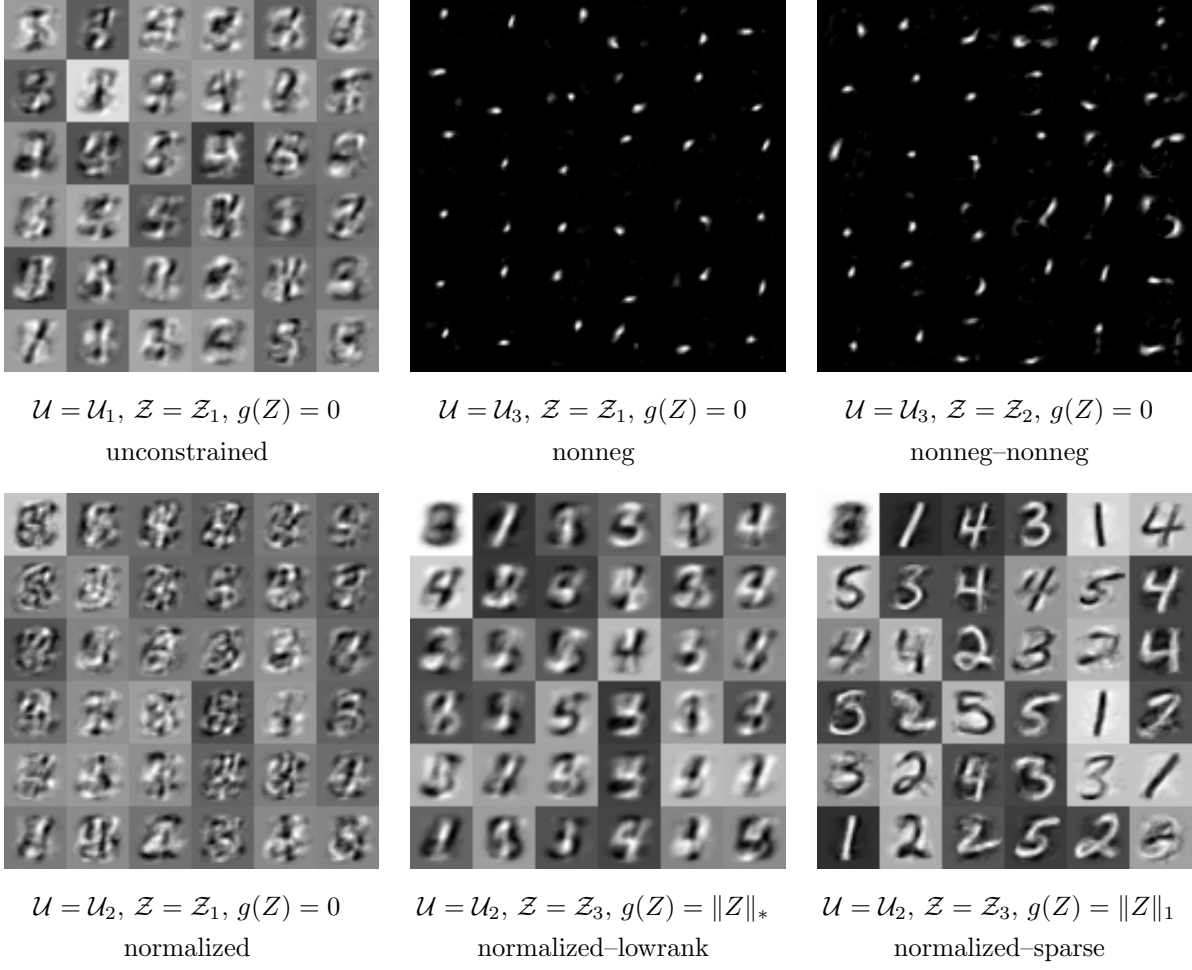 𝒰 = 𝒰₁, 𝒵 = 𝒵₁, g(Z) = 0
unconstrained
𝒰 = 𝒰₃, 𝒵 = 𝒵₁, g(Z) = 0
nonneg
𝒰 = 𝒰₃, 𝒵 = 𝒵₂, g(Z) = 0
nonneg–nonneg
𝒰 = 𝒰₂, 𝒵 = 𝒵₁, g(Z) = 0
normalized
𝒰 = 𝒰₂, 𝒵 = 𝒵₃, g(Z) = ‖Z‖∗
normalized–lowrank
𝒰 = 𝒰₂, 𝒵 = 𝒵₃, g(Z) = ‖Z‖₁
normalized–sparse